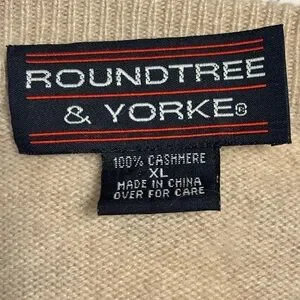 ROUNDTREE
& YORKE®
100% CASHMERE
XL
MADE IN CHINA
OVER FOR CARE